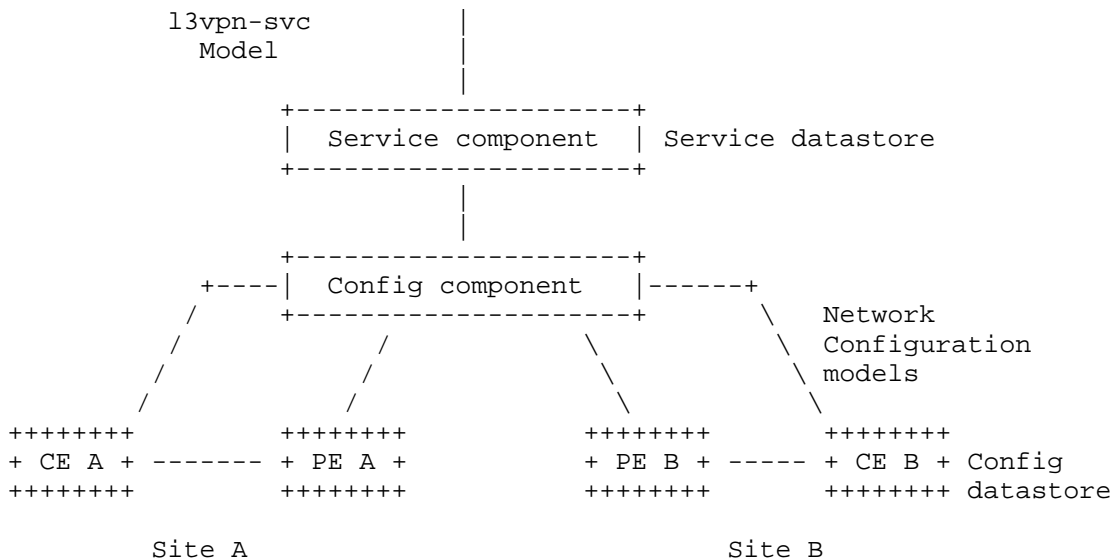 l3vpn-svc
Model
Service component Service datastore
Config component
Network
Configuration
models
CE A PE A PE B CE B Config
datastore
Site A Site B